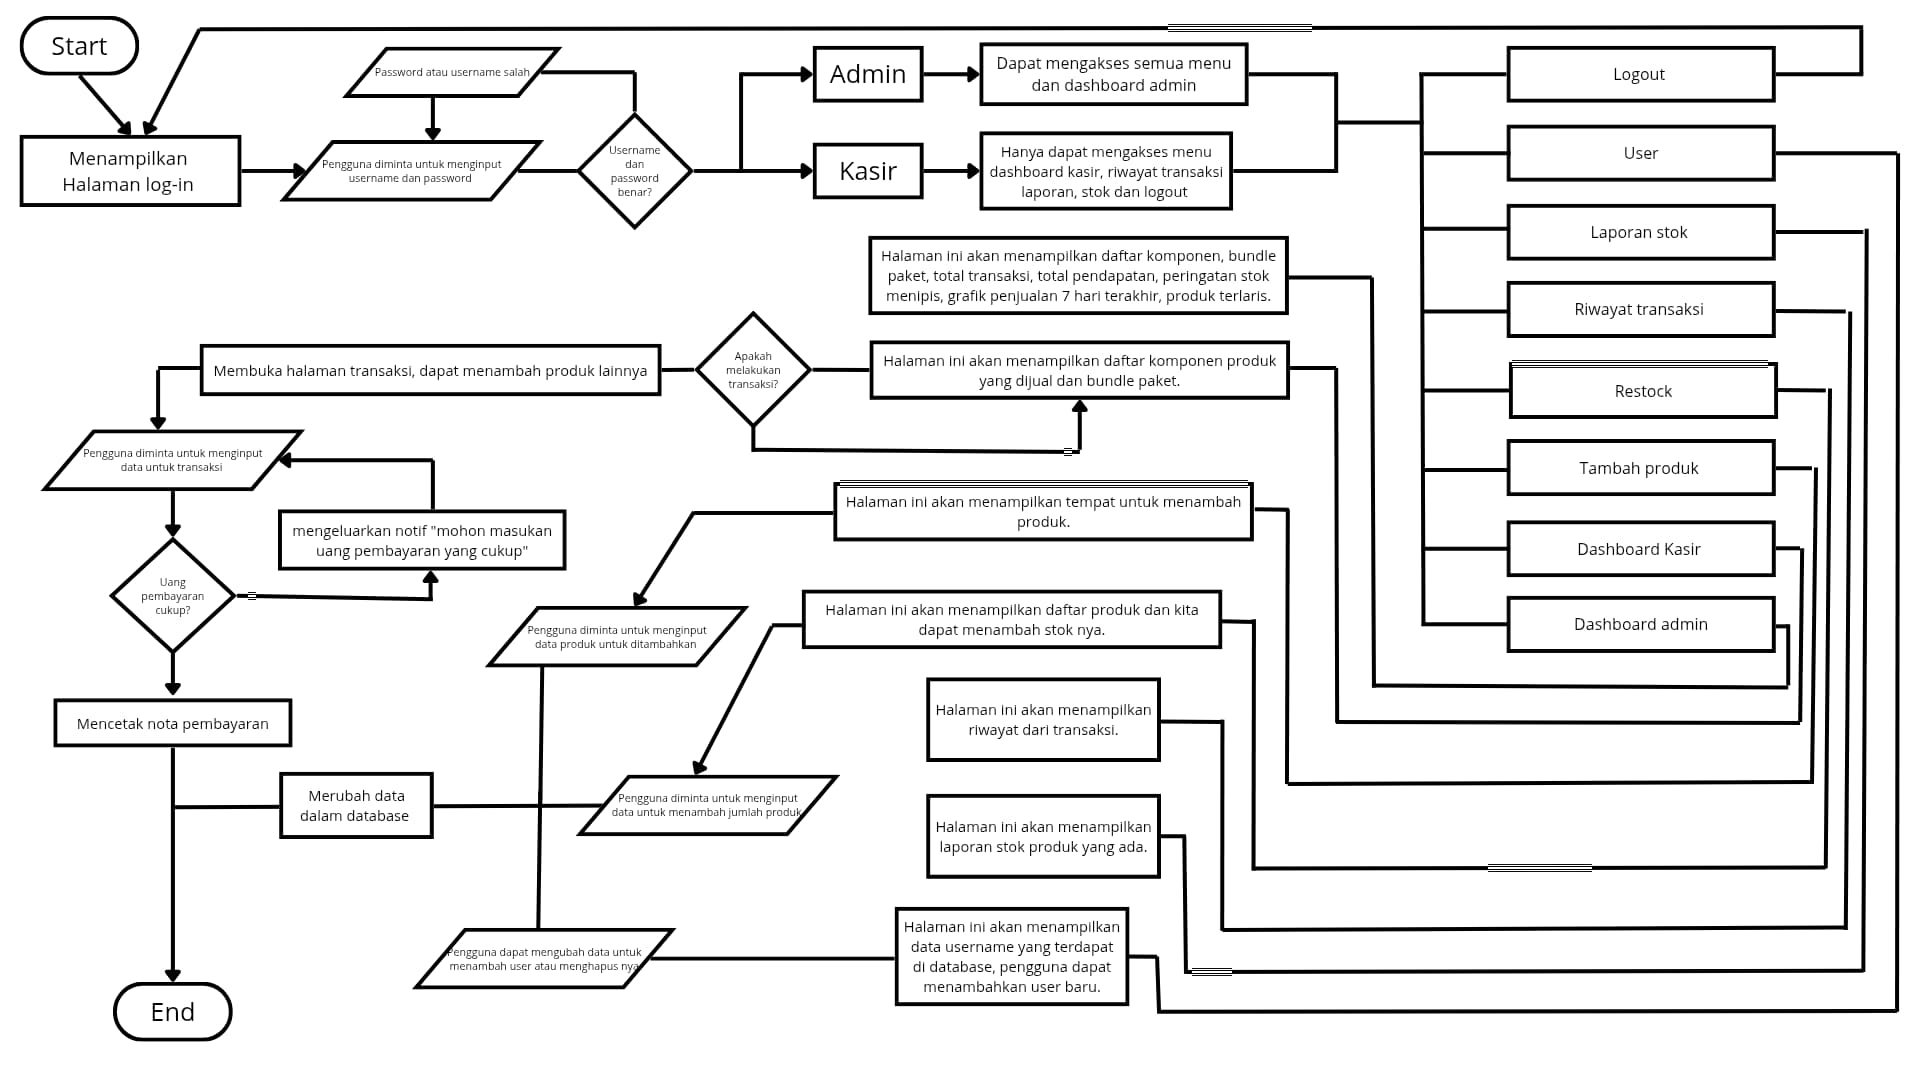 Start
Menampilkan
Halaman log-in
Password atau username salah
Pengguna diminta untuk menginput
username dan password
Username
dan
password
benar?
Admin
Dapat mengakses semua menu
dan dashboard admin
Kasir
Hanya dapat mengakses menu
dashboard kasir, riwayat transaksi
laporan, stok dan logout
Logout
User
Laporan stok
Riwayat transaksi
Restock
Tambah produk
Dashboard Kasir
Dashboard admin
Halaman ini akan menampilkan daftar komponen, bundle
paket, total transaksi, total pendapatan, peringatan stok
menipis, grafik penjualan 7 hari terakhir, produk terlaris.
Halaman ini akan menampilkan daftar komponen produk
yang dijual dan bundle paket.
Apakah
melakukan
transaksi?
Membuka halaman transaksi, dapat menambah produk lainnya
Pengguna diminta untuk menginput
data untuk transaksi
mengeluarkan notif "mohon masukan
uang pembayaran yang cukup"
Uang
pembayaran
cukup?
Mencetak nota pembayaran
Halaman ini akan menampilkan tempat untuk menambah
produk.
Pengguna diminta untuk menginput
data produk untuk ditambahkan
Halaman ini akan menampilkan daftar produk dan kita
dapat menambah stok nya.
Pengguna diminta untuk menginput
data untuk menambah jumlah produk
Merubah data
dalam database
Halaman ini akan menampilkan
riwayat dari transaksi.
Halaman ini akan menampilkan
laporan stok produk yang ada.
Halaman ini akan menampilkan
data username yang terdapat
di database, pengguna dapat
menambahkan user baru.
Pengguna dapat mengubah data untuk
menambah user atau menghapus nya
End